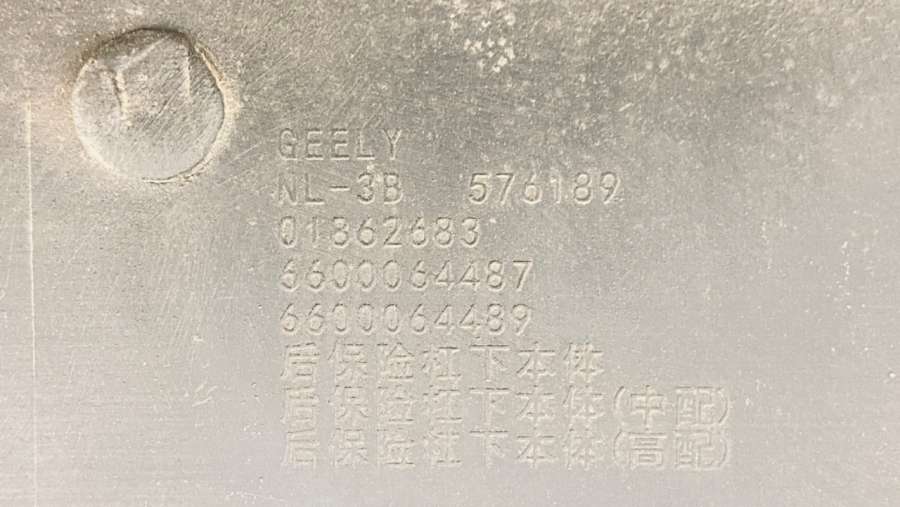 GEELY
NL-3B 576189
01862683
6600064487
6600064489
后保险杠下本体
后保险杠下本体(中配)
后保险杠下本体(高配)